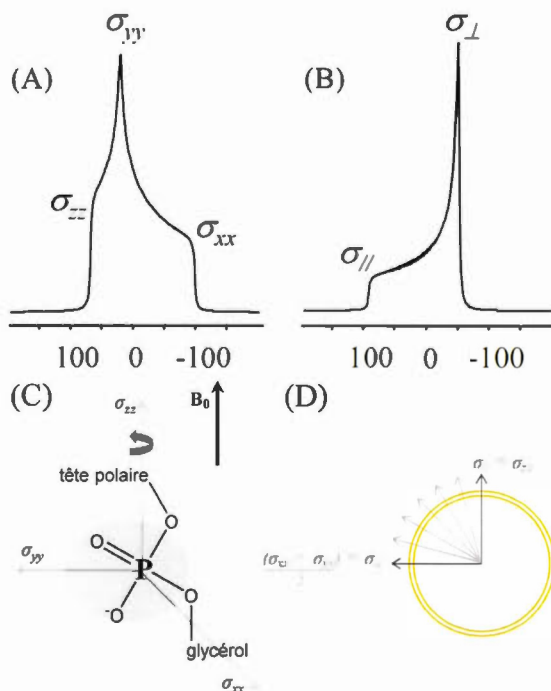 (A)
σyy
σzz
σxx
100 0 -100
(B)
σ⊥
σ//
100 0 -100
(C)
σzz
B₀
tête polaire
O
O
P
σyy
⁻O
O
glycérol
σxx
(D)